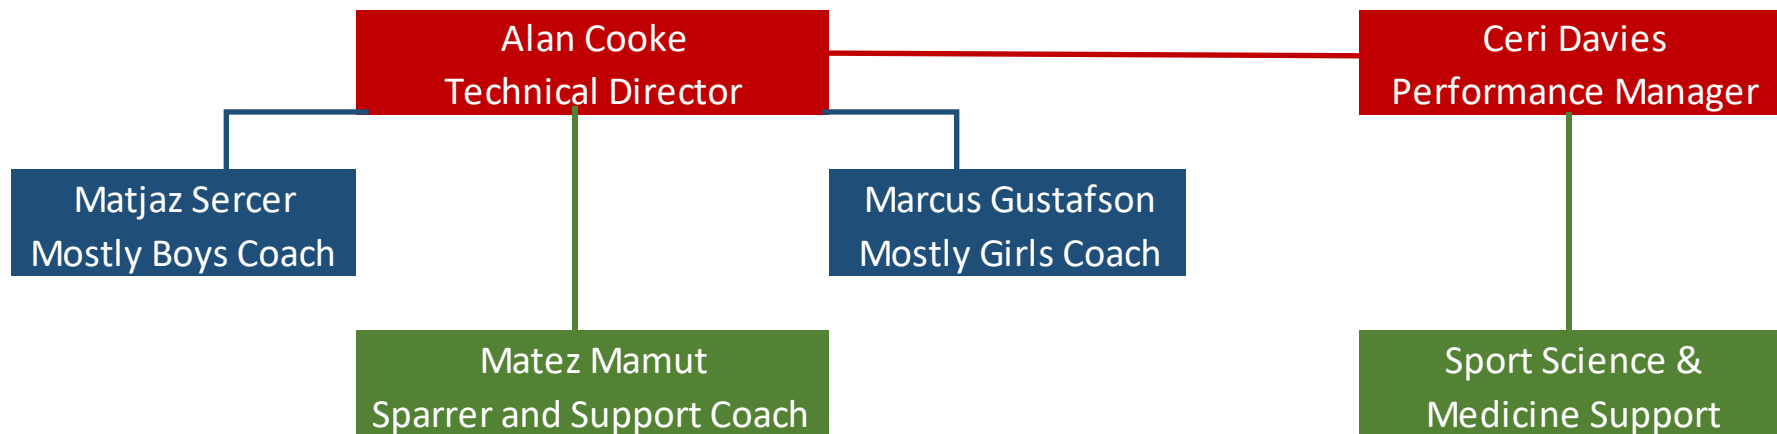 Alan Cooke
Technical Director
Ceri Davies
Performance Manager
Matjaz Sercer
Mostly Boys Coach
Marcus Gustafson
Mostly Girls Coach
Matez Mamut
Sparrer and Support Coach
Sport Science &
Medicine Support